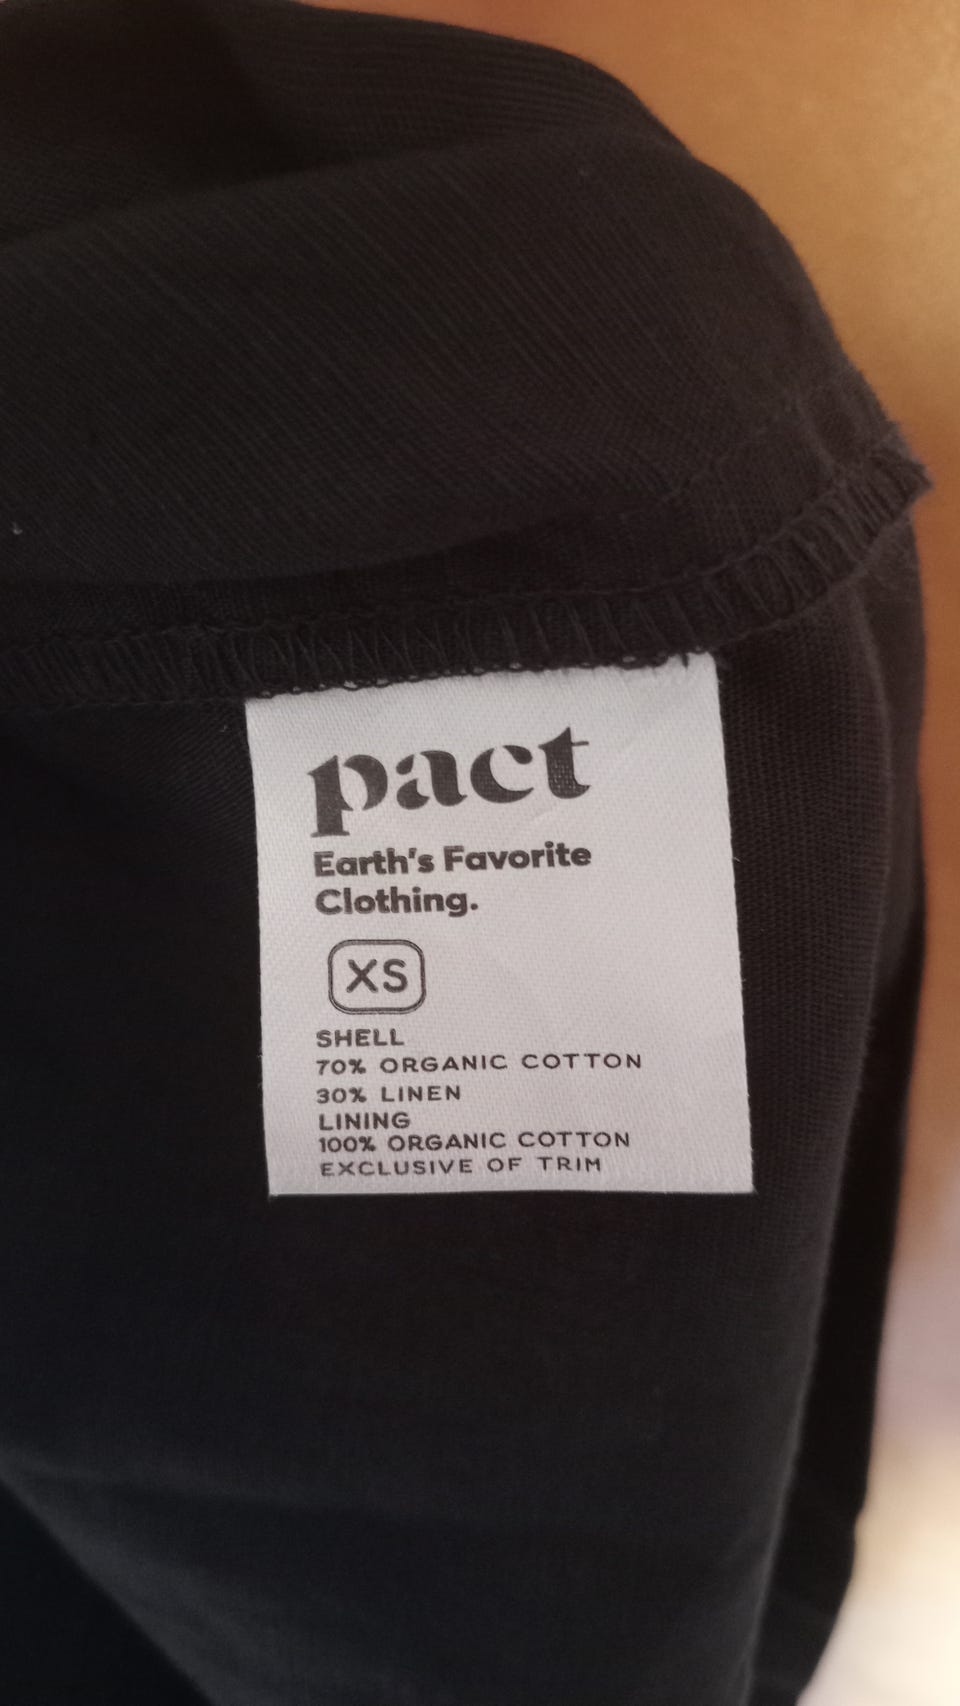 pact
Earth's Favorite
Clothing.
XS
SHELL
70% ORGANIC COTTON
30% LINEN
LINING
100% ORGANIC COTTON
EXCLUSIVE OF TRIM